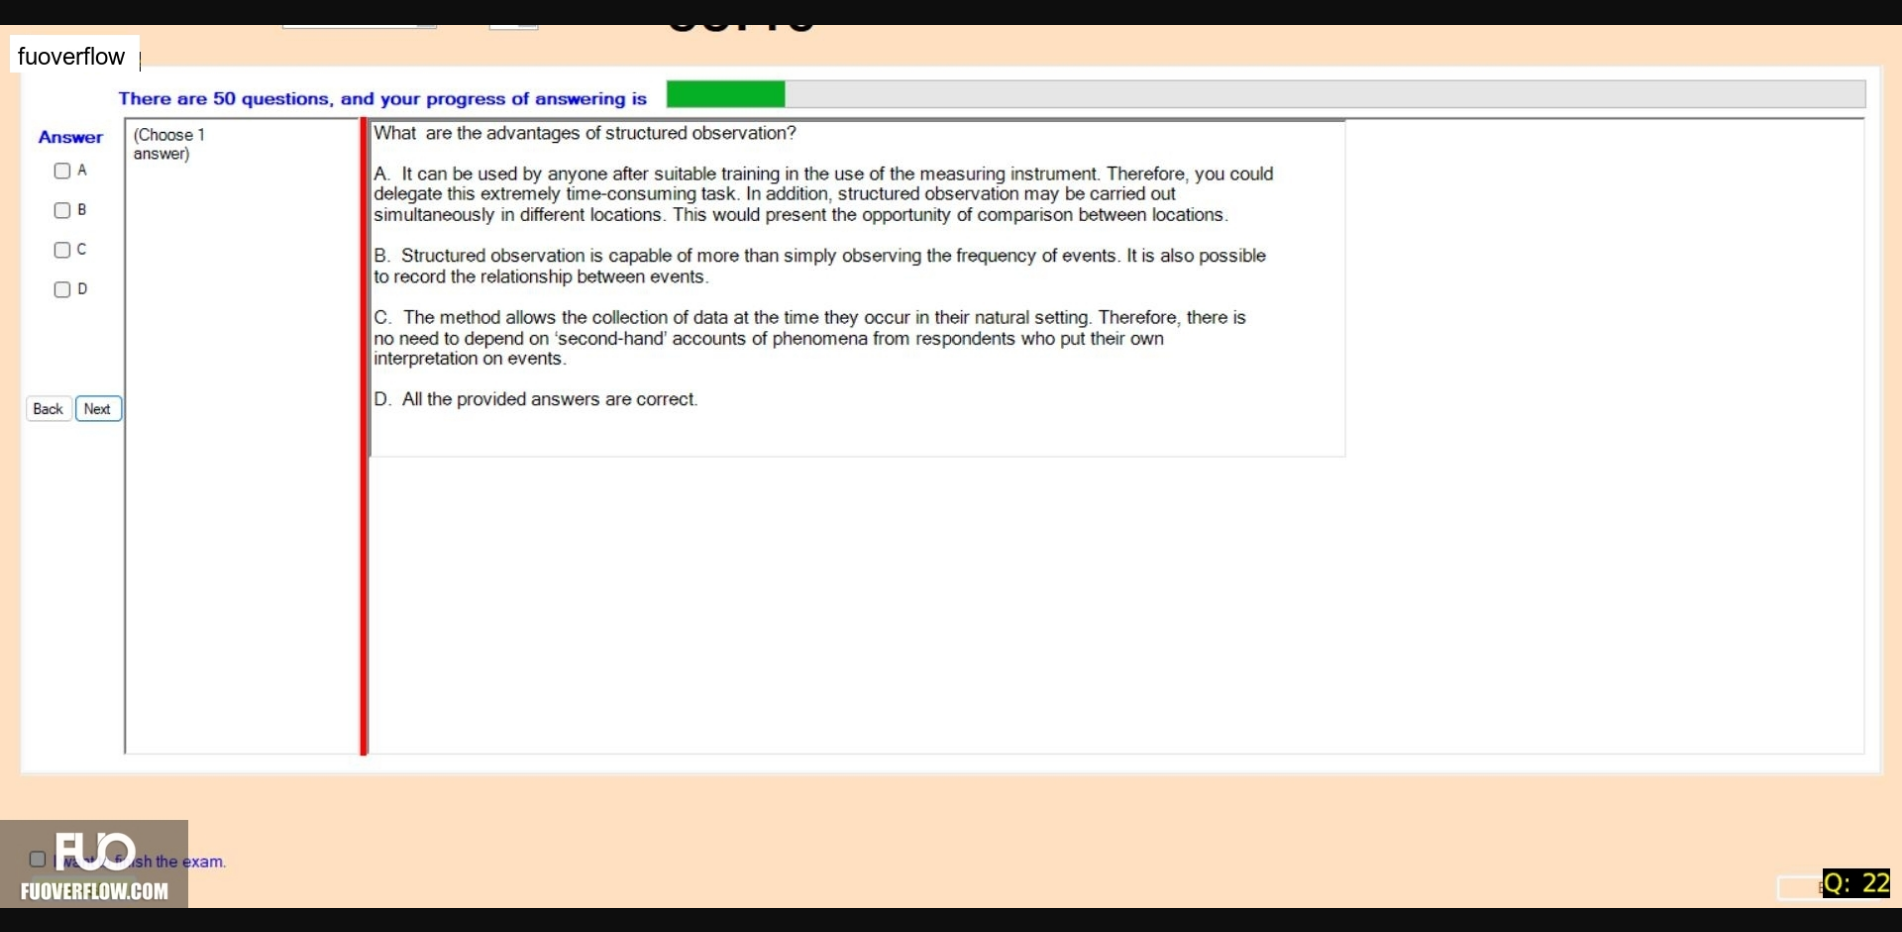 fuoverflow
There are 50 questions, and your progress of answering is
Answer
A
B
C
D
Back Next
(Choose 1
answer)
What are the advantages of structured observation?
A. It can be used by anyone after suitable training in the use of the measuring instrument. Therefore, you could
delegate this extremely time-consuming task. In addition, structured observation may be carried out
simultaneously in different locations. This would present the opportunity of comparison between locations.
B. Structured observation is capable of more than simply observing the frequency of events. It is also possible
to record the relationship between events.
C. The method allows the collection of data at the time they occur in their natural setting. Therefore, there is
no need to depend on 'second-hand' accounts of phenomena from respondents who put their own
interpretation on events.
D. All the provided answers are correct.
FUO
the exam.
FUOVERFLOW.COM
Q: 22